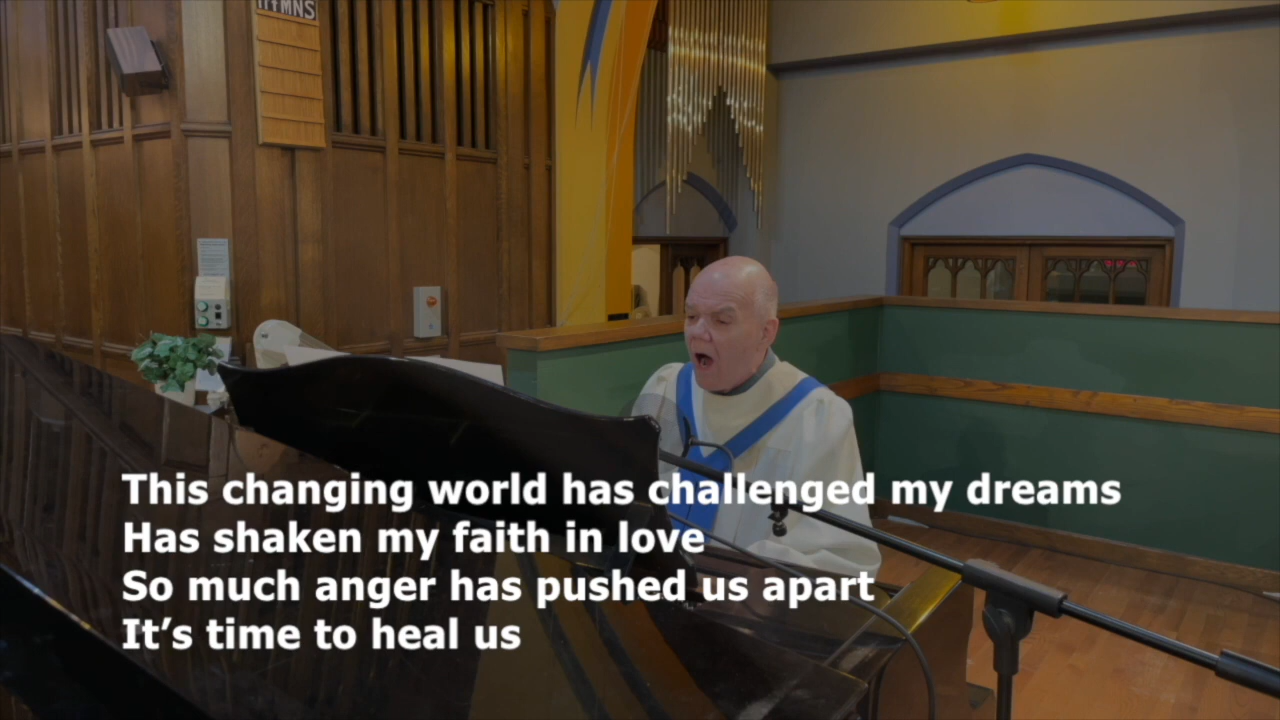 HYMNS
This changing world has challenged my dreams
Has shaken my faith in love
So much anger has pushed us apart
It’s time to heal us